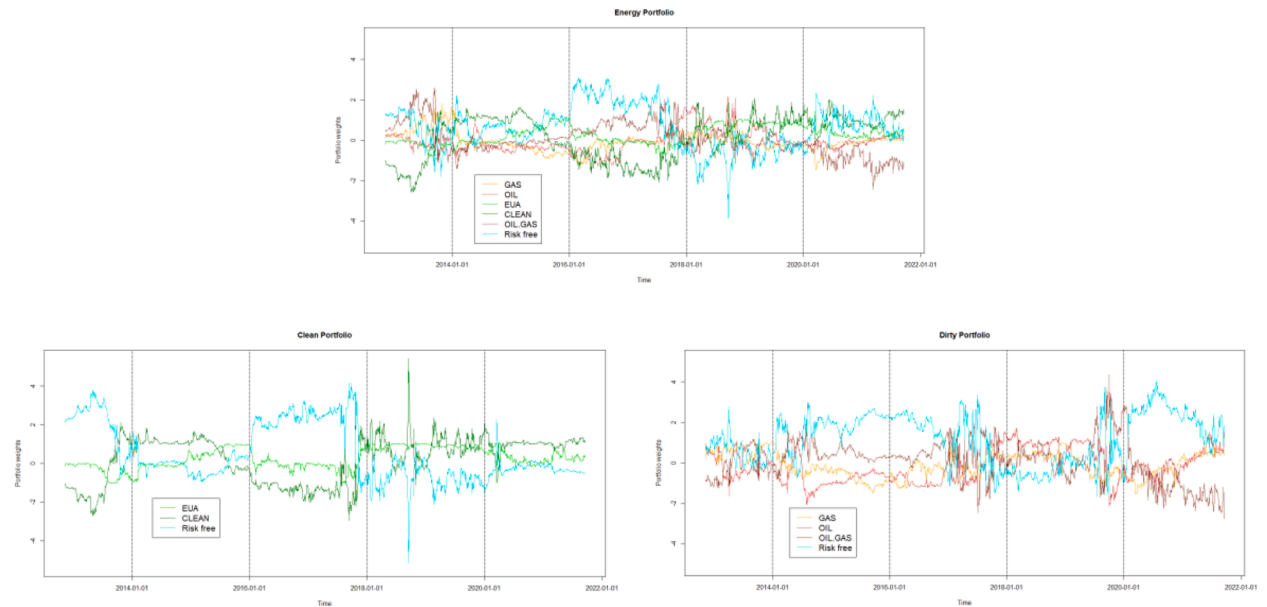 Energy Portfolio
Portfolio weights
4
2
0
-2
-4
GAS
OIL
EUA
CLEAN
OIL.GAS
Risk free
2014-01-01
2016-01-01
2018-01-01
2020-01-01
2022-01-01
Time
Clean Portfolio
Portfolio weights
4
2
0
-2
-4
EUA
CLEAN
Risk free
2014-01-01
2016-01-01
2018-01-01
2020-01-01
2022-01-01
Time
Dirty Portfolio
Portfolio weights
4
2
0
-2
-4
GAS
OIL
OIL.GAS
Risk free
2014-01-01
2016-01-01
2018-01-01
2020-01-01
2022-01-01
Time